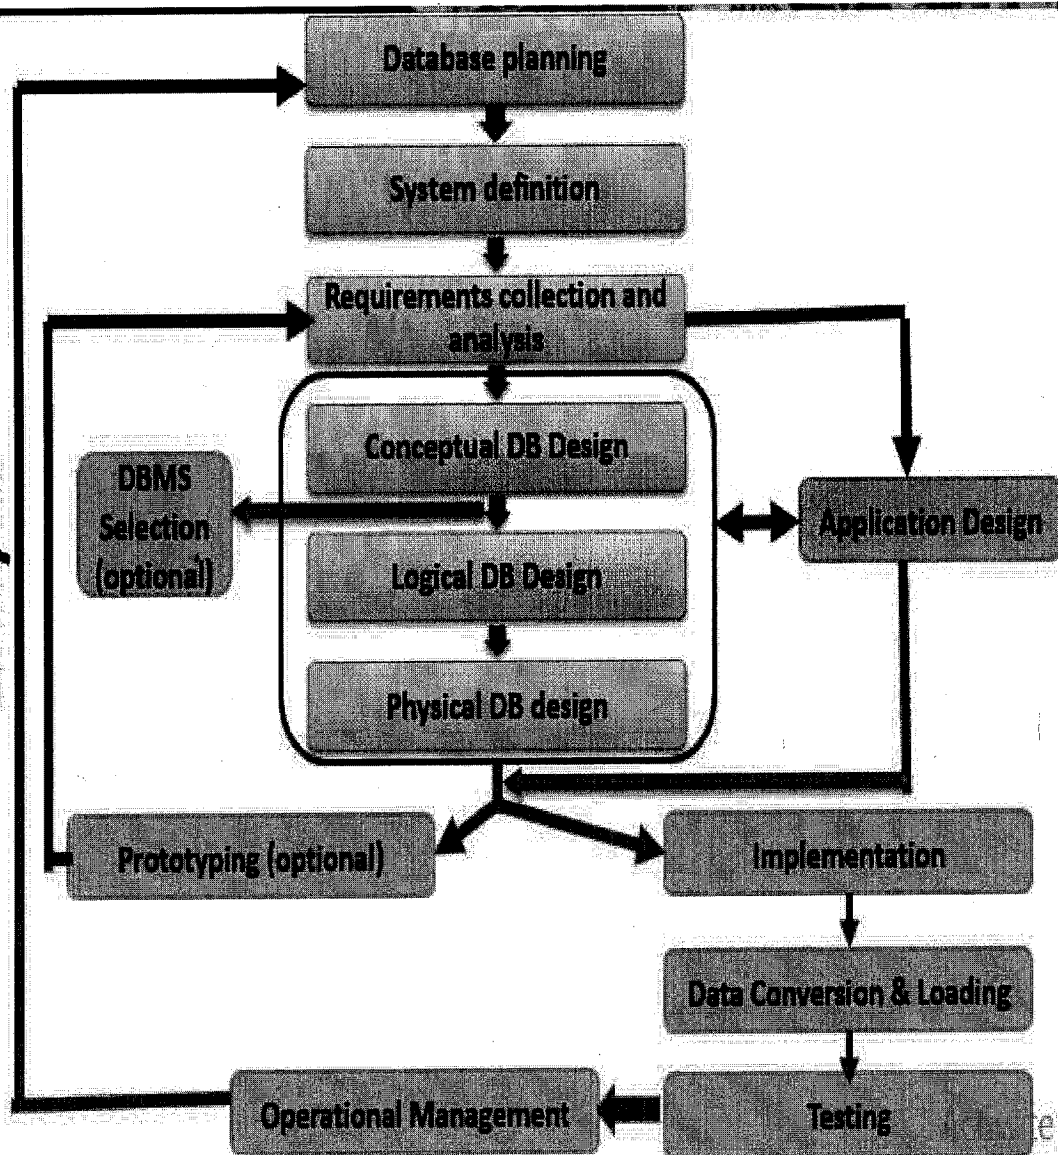 Database planning
System definition
Requirements collection and
analysis
Conceptual DB Design
DBMS
Selection
(optional)
Application Design
Logical DB Design
Physical DB design
Prototyping (optional)
Implementation
Data Conversion & Loading
Operational Management
Testing